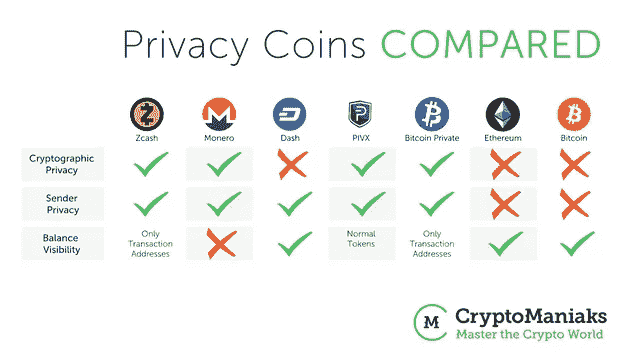 Privacy Coins COMPARED
Zcash Monero Dash PIVX Bitcoin Private Ethereum Bitcoin
Cryptographic
Privacy
Sender
Privacy
Balance
Visibility
Only
Transaction
Addresses
Normal
Tokens
Only
Transaction
Addresses
M
CryptoManiaks
Master the Crypto World